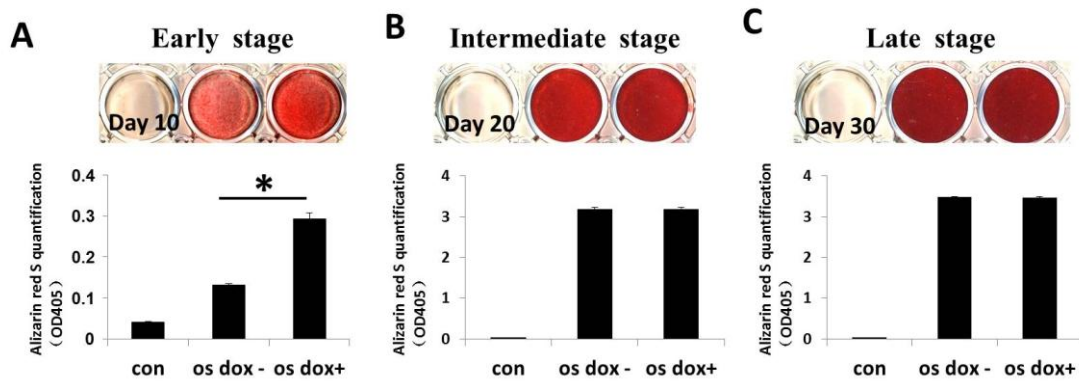 A
Early stage
Day 10
Alizarin red S quantification
（OD405）
0.4
0.3
0.2
0.1
0
*
con
os dox -
os dox+
B
Intermediate stage
Day 20
Alizarin red S quantification
（OD405）
4
3
2
1
0
con
os dox -
os dox+
C
Late stage
Day 30
Alizarin red S quantification
（OD405）
4
3
2
1
0
con
os dox -
os dox+